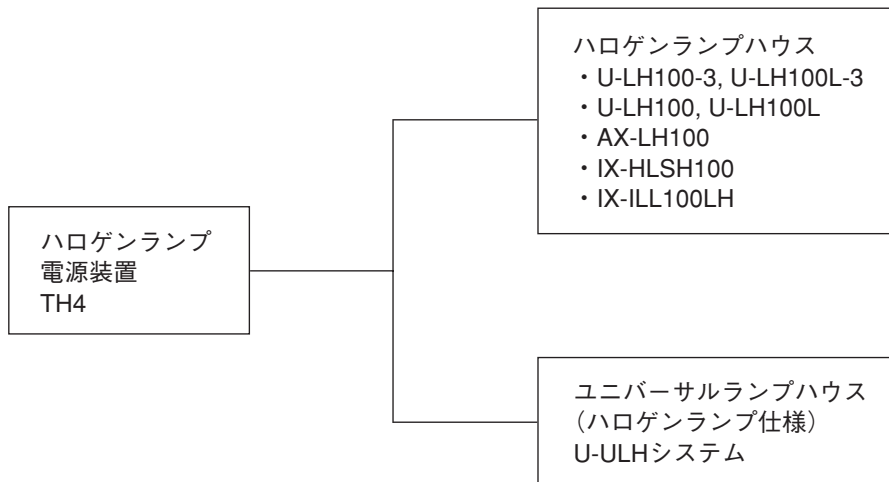 ハロゲンランプハウス
・U-LH100-3, U-LH100L-3
・U-LH100, U-LH100L
・AX-LH100
・IX-HLSH100
・IX-ILL100LH
ハロゲンランプ
電源装置
TH4
ユニバーサルランプハウス
（ハロゲンランプ仕様）
U-ULHシステム